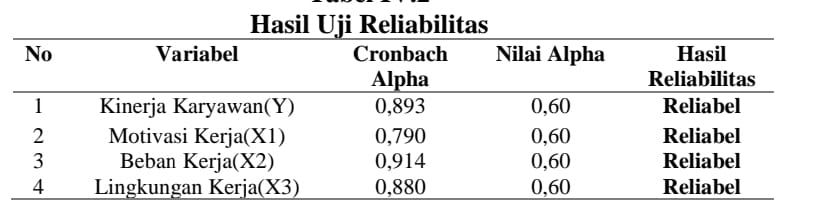 Tabel IV.2
Hasil Uji Reliabilitas
No Variabel Cronbach Alpha Nilai Alpha Hasil Reliabilitas
1 Kinerja Karyawan(Y) 0,893 0,60 Reliabel
2 Motivasi Kerja(X1) 0,790 0,60 Reliabel
3 Beban Kerja(X2) 0,914 0,60 Reliabel
4 Lingkungan Kerja(X3) 0,880 0,60 Reliabel